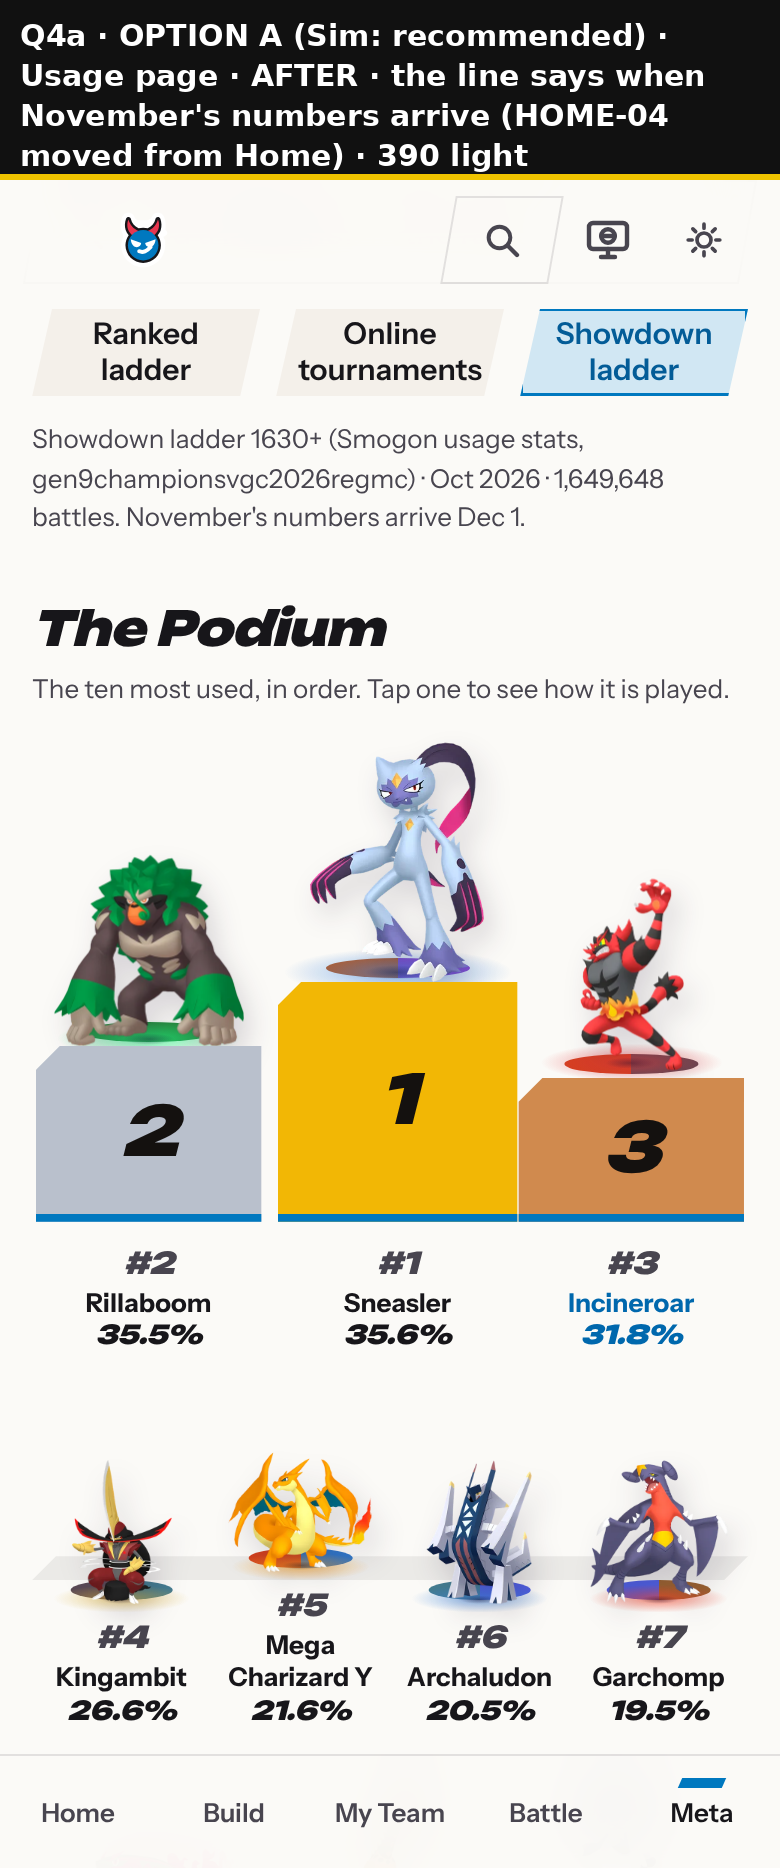 Q4a · OPTION A (Sim: recommended) ·
Usage page · AFTER · the line says when
November's numbers arrive (HOME-04
moved from Home) · 390 light
Ranked
ladder
Online
tournaments
Showdown
ladder
Showdown ladder 1630+ (Smogon usage stats,
gen9championsvgc2026regmc) · Oct 2026 · 1,649,648
battles. November's numbers arrive Dec 1.
The Podium
The ten most used, in order. Tap one to see how it is played.
2
1
3
#2
Rillaboom
35.5%
#1
Sneasler
35.6%
#3
Incineroar
31.8%
#4
Kingambit
26.6%
#5
Mega
Charizard Y
21.6%
#6
Archaludon
20.5%
#7
Garchomp
19.5%
Home
Build
My Team
Battle
Meta